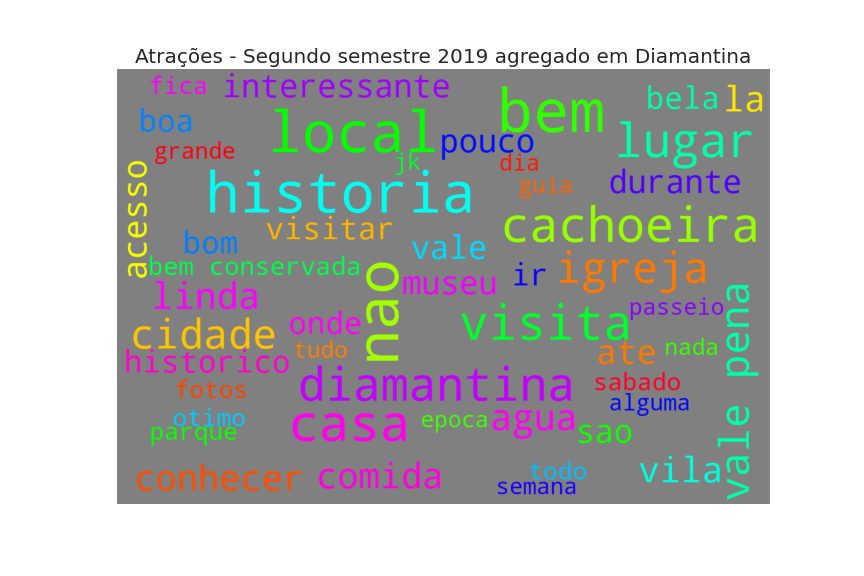 Atrações - Segundo semestre 2019 agregado em Diamantina
fica
interessante
bem
bela
la
boa
local
pouco
lugar
grande
jk
dia
acesso
historia
guia
durante
visitar
cachoeira
bom
vale
bem conservada
museu
ir
igreja
linda
nao
onde
visita
passeio
cidade
tudo
ate
nada
historico
vale pena
fotos
diamantina
sabado
otimo
casa
epoca
agua
alguma
parque
sao
conhecer
comida
todo
vila
semana